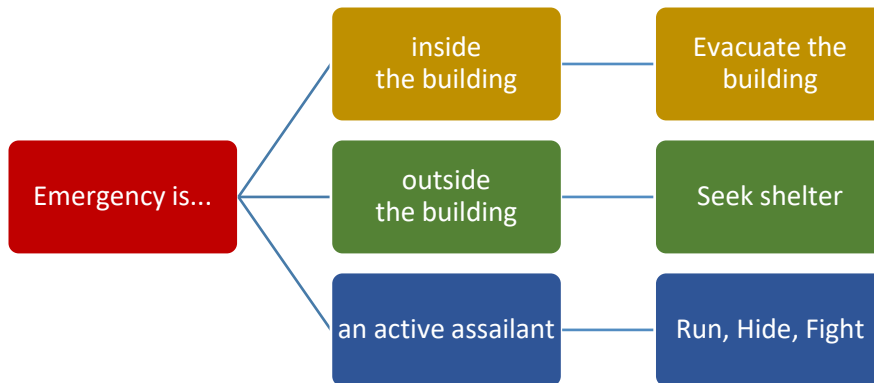 Emergency is...
inside
the building
Evacuate the
building
outside
the building
Seek shelter
an active assailant
Run, Hide, Fight